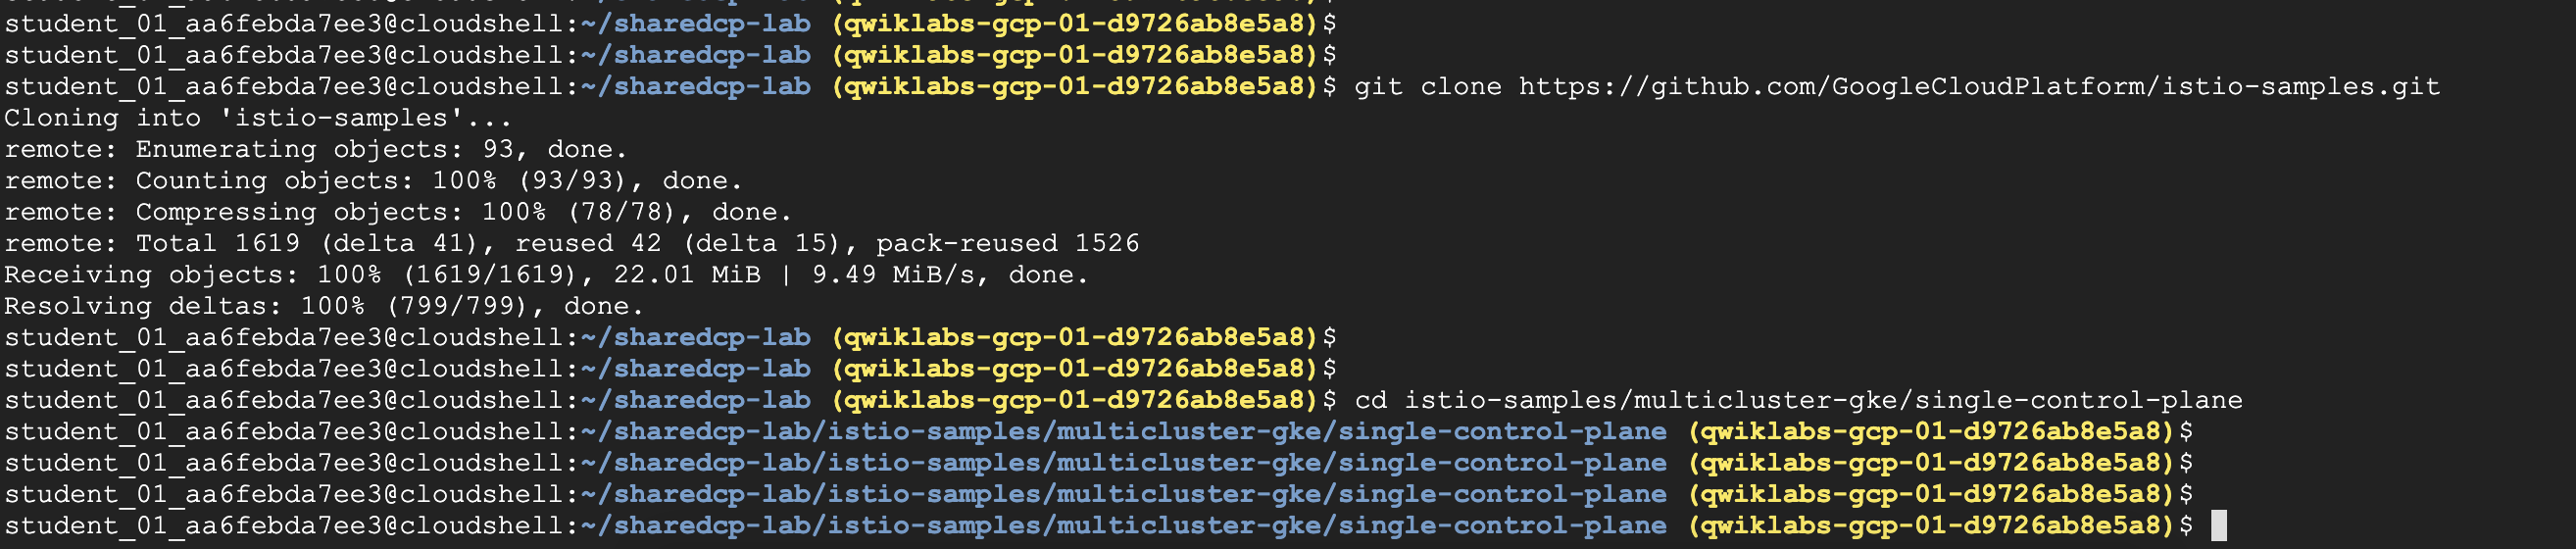 student_01_aa6febda7ee3@cloudshell:~/sharedcp-lab (qwiklabs-gcp-01-d9726ab8e5a8)$
student_01_aa6febda7ee3@cloudshell:~/sharedcp-lab (qwiklabs-gcp-01-d9726ab8e5a8)$
student_01_aa6febda7ee3@cloudshell:~/sharedcp-lab (qwiklabs-gcp-01-d9726ab8e5a8)$ git clone https://github.com/GoogleCloudPlatform/istio-samples.git
Cloning into 'istio-samples'...
remote: Enumerating objects: 93, done.
remote: Counting objects: 100% (93/93), done.
remote: Compressing objects: 100% (78/78), done.
remote: Total 1619 (delta 41), reused 42 (delta 15), pack-reused 1526
Receiving objects: 100% (1619/1619), 22.01 MiB | 9.49 MiB/s, done.
Resolving deltas: 100% (799/799), done.
student_01_aa6febda7ee3@cloudshell:~/sharedcp-lab (qwiklabs-gcp-01-d9726ab8e5a8)$
student_01_aa6febda7ee3@cloudshell:~/sharedcp-lab (qwiklabs-gcp-01-d9726ab8e5a8)$
student_01_aa6febda7ee3@cloudshell:~/sharedcp-lab (qwiklabs-gcp-01-d9726ab8e5a8)$ cd istio-samples/multicluster-gke/single-control-plane
student_01_aa6febda7ee3@cloudshell:~/sharedcp-lab/istio-samples/multicluster-gke/single-control-plane (qwiklabs-gcp-01-d9726ab8e5a8)$
student_01_aa6febda7ee3@cloudshell:~/sharedcp-lab/istio-samples/multicluster-gke/single-control-plane (qwiklabs-gcp-01-d9726ab8e5a8)$
student_01_aa6febda7ee3@cloudshell:~/sharedcp-lab/istio-samples/multicluster-gke/single-control-plane (qwiklabs-gcp-01-d9726ab8e5a8)$
student_01_aa6febda7ee3@cloudshell:~/sharedcp-lab/istio-samples/multicluster-gke/single-control-plane (qwiklabs-gcp-01-d9726ab8e5a8)$